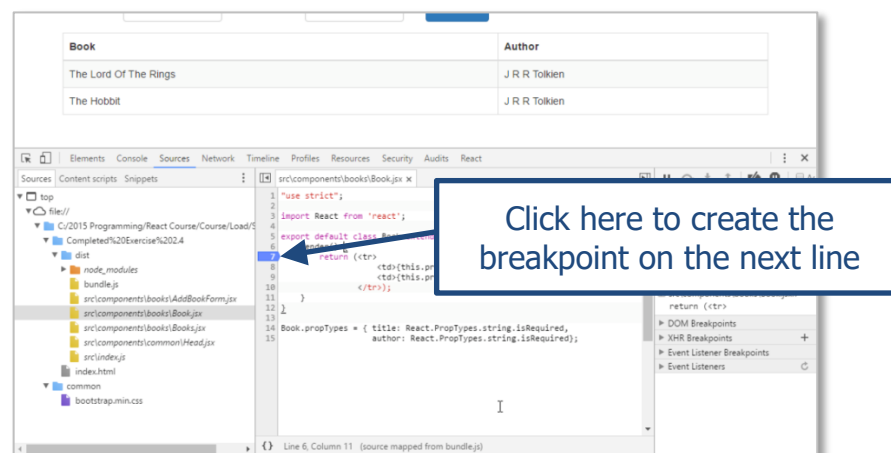 Book Author
The Lord Of The Rings J R R Tolkien
The Hobbit J R R Tolkien
Elements Console Sources Network Timeline Profiles Resources Security Audits React
Sources Content scripts Snippets
src\components\books\Book.jsx ×
top
file://
C:/2015 Programming/React Course/Course/Load/S
Completed%20Exercise%202.4
dist
node_modules
bundle.js
src\components\books\AddBookForm.jsx
src\components\books\Book.jsx
src\components\books\Books.jsx
src\components\common\Head.jsx
src\index.js
index.html
common
bootstrap.min.css
1 "use strict";
2
3 import React from 'react';
4
5 export default class
6
7 return (<tr>
8 <td>{this.pr
9 <td>{this.pr
10 </tr>);
11 }
12 }
13
14 Book.propTypes = { title: React.PropTypes.string.isRequired,
15 author: React.PropTypes.string.isRequired};
{} Line 6, Column 11 (source mapped from bundle.js)
Click here to create the
breakpoint on the next line
return (<tr>
DOM Breakpoints
XHR Breakpoints +
Event Listener Breakpoints
Event Listeners